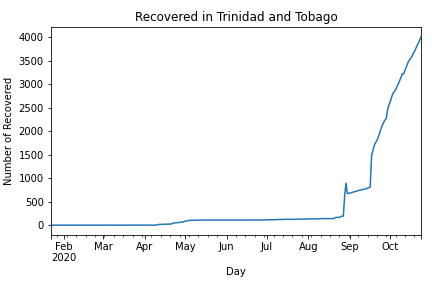 Recovered in Trinidad and Tobago
Number of Recovered
4000
3500
3000
2500
2000
1500
1000
500
0
Feb Mar Apr May Jun Jul Aug Sep Oct
2020
Day